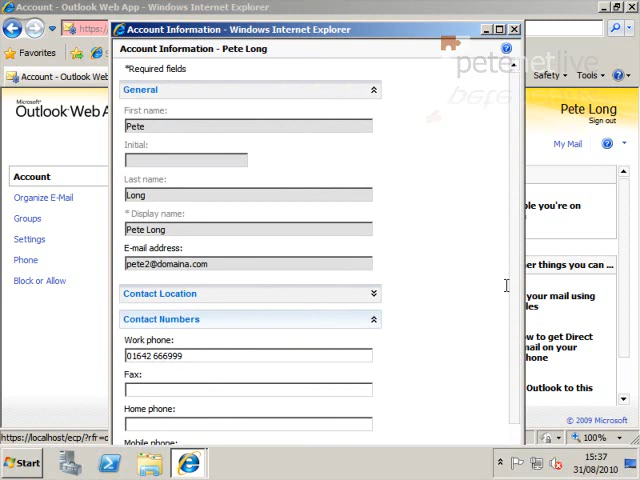 Account - Outlook Web App - Windows Internet Explorer
https:
Favorites
Account - Outlook Web
Safety
Tools
Account Information - Windows Internet Explorer
Account Information - Pete Long
petenetlive
*Required fields
General
First name:
Pete
Initial:
Last name:
Long
* Display name:
Pete Long
E-mail address:
pete2@domaina.com
Contact Location
Contact Numbers
Work phone:
01642 666999
Fax:
Home phone:
Mobile phone:
Microsoft
Outlook Web A
Account
Organize E-Mail
Groups
Settings
Phone
Block or Allow
Pete Long
Sign out
My Mail
ple you're on
er things you can ...
your mail using
les
ow to get Direct
Mail on your
phone
Outlook to this
© 2009 Microsoft
https://localhost/ecp/?rfr=o
100%
Start
15:37
31/08/2010